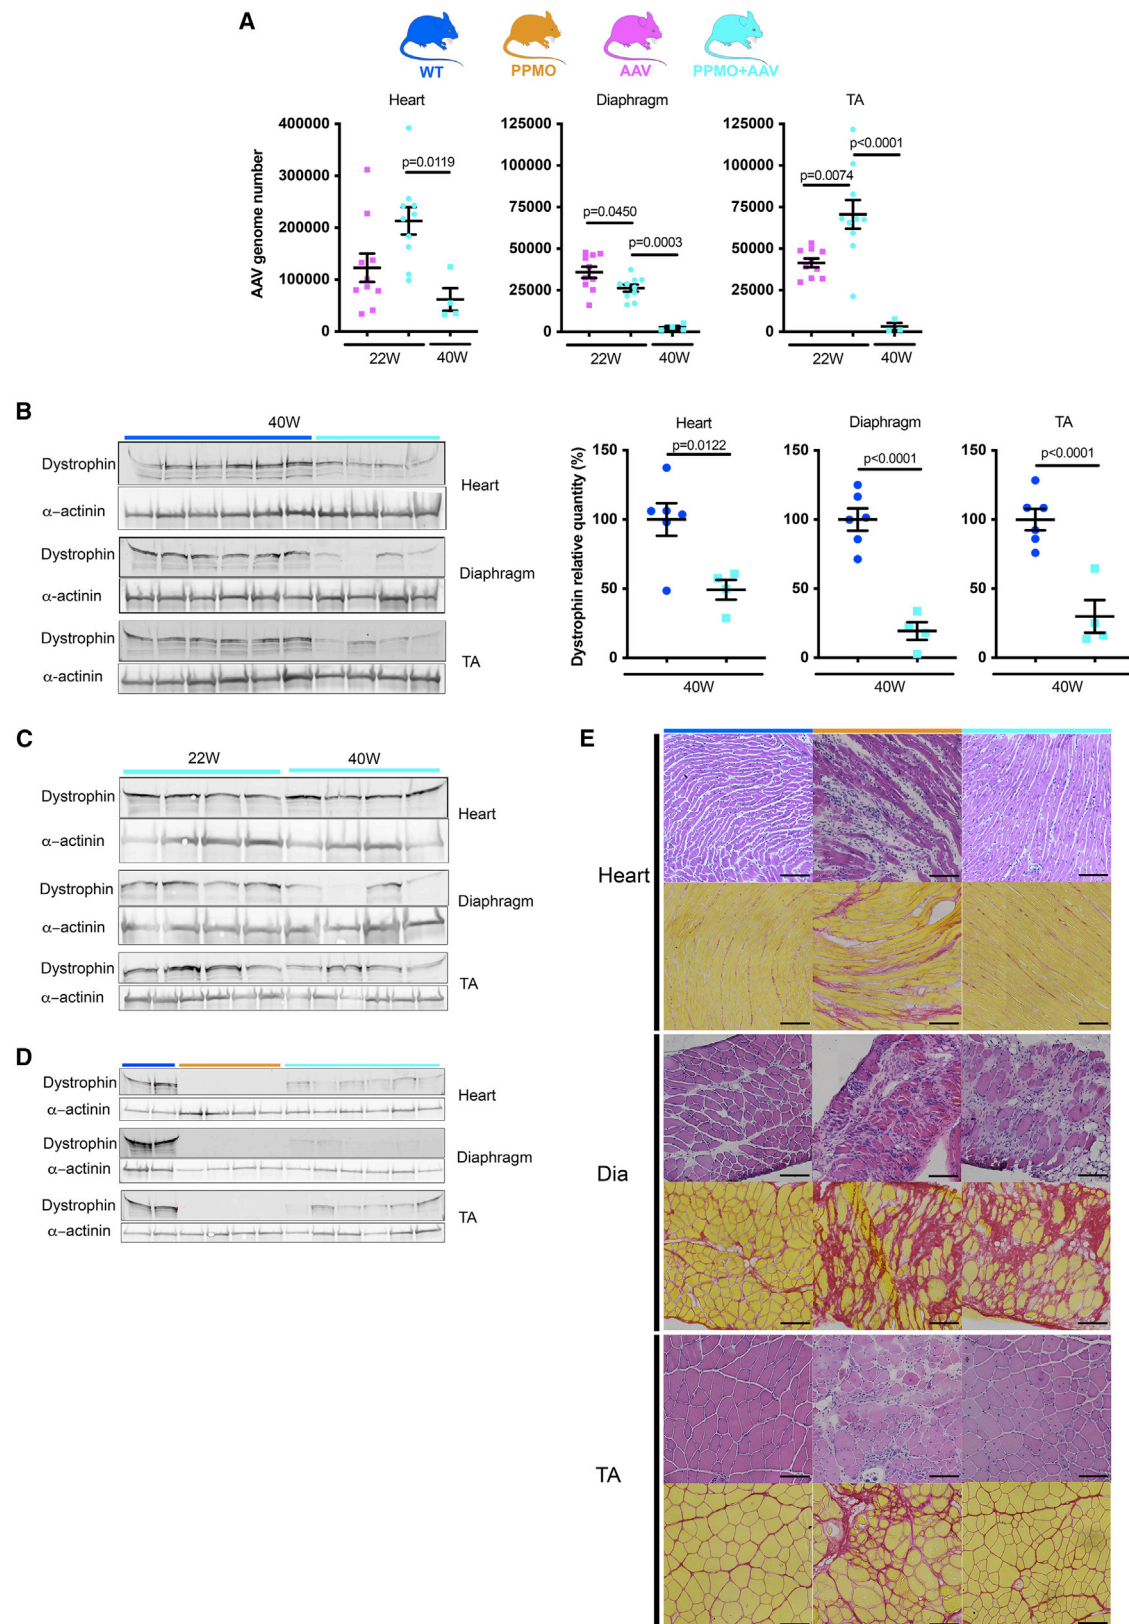 A
WT PPMO AAV PPMO+AAV
Heart Diaphragm TA
AAV genome number
400000
300000
200000
100000
0
p=0.0119
22W 40W
125000
100000
75000
50000
25000
0
p=0.0450
p=0.0003
22W 40W
125000
100000
75000
50000
25000
0
p<0.0001
p=0.0074
22W 40W
B
40W
Dystrophin
α−actinin
Heart
Dystrophin
α-actinin
Diaphragm
Dystrophin
α-actinin
TA
Heart Diaphragm TA
Dystrophin relative quantity (%)
150
100
50
0
p=0.0122
40W
150
100
50
0
p<0.0001
40W
150
100
50
0
p<0.0001
40W
C
22W 40W
Dystrophin
α−actinin
Heart
Dystrophin
α−actinin
Diaphragm
Dystrophin
α−actinin
TA
D
Dystrophin
α−actinin
Heart
Dystrophin
α−actinin
Diaphragm
Dystrophin
α−actinin
TA
E
Heart
Dia
TA